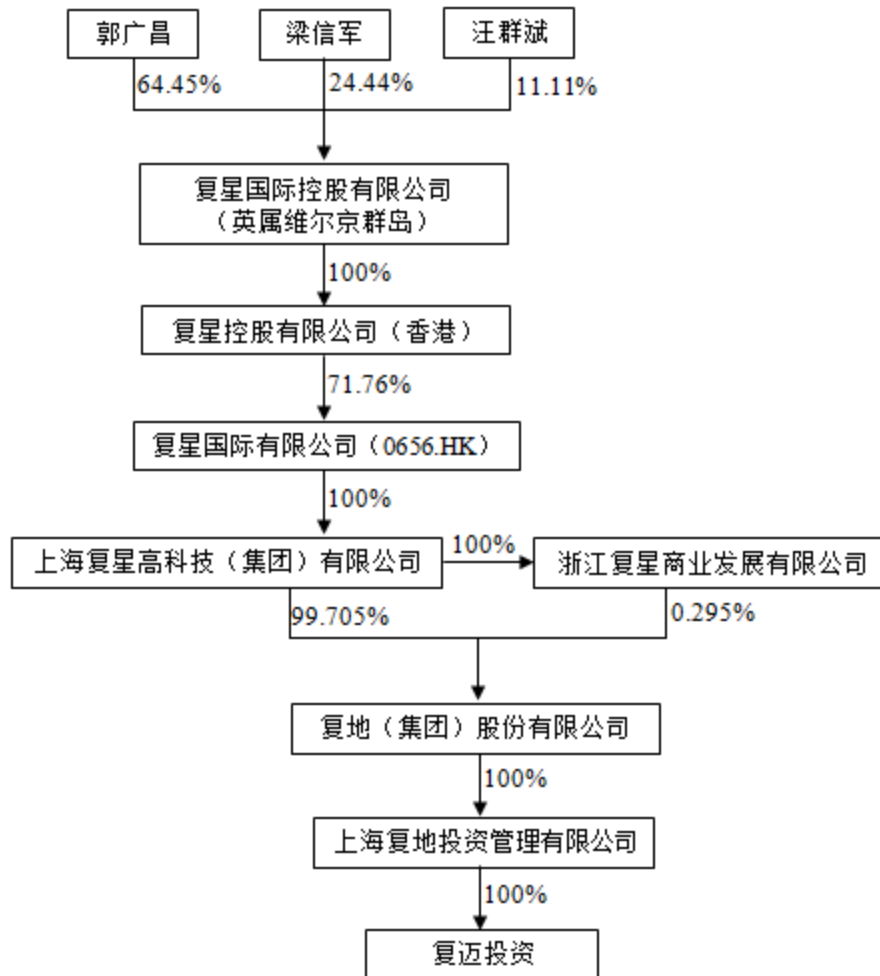 郭广昌
梁信军
汪群斌
64.45%
24.44%
11.11%
复星国际控股有限公司
（英属维尔京群岛）
100%
复星控股有限公司（香港）
71.76%
复星国际有限公司（0656.HK）
100%
上海复星高科技（集团）有限公司
100%
浙江复星商业发展有限公司
99.705%
0.295%
复地（集团）股份有限公司
100%
上海复地投资管理有限公司
100%
复迈投资